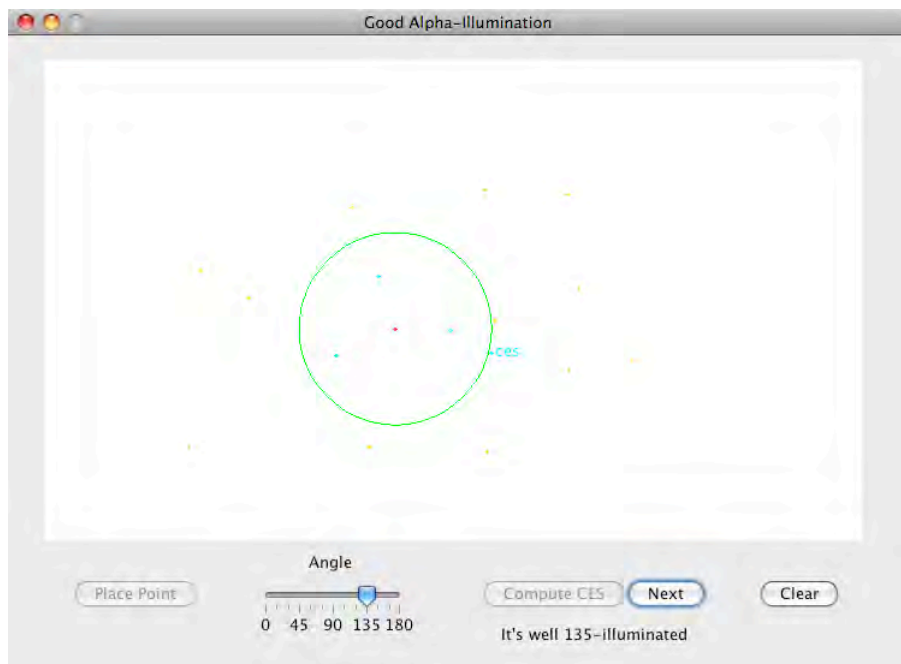 Good Alpha-Illumination
ces
Angle
Place Point
Compute CES
Next
Clear
0 45 90 135 180
It's well 135-illuminated